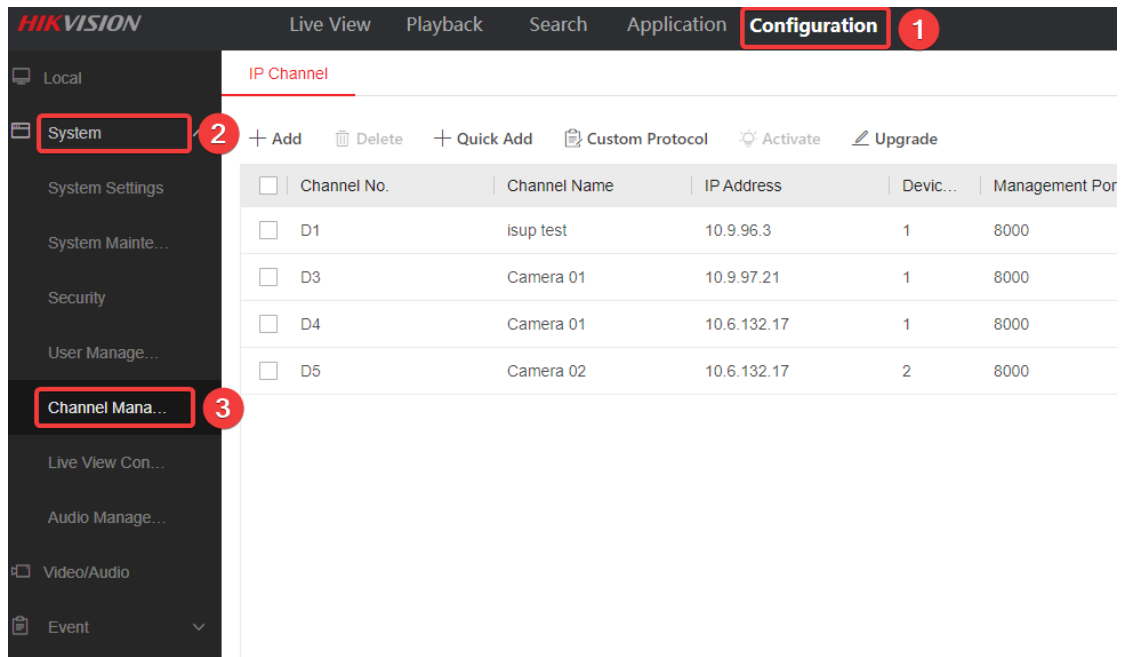 HIKVISION Live View Playback Search Application Configuration 1
Local
IP Channel
System 2
Add Delete Quick Add Custom Protocol Activate Upgrade
System Settings
Channel No. Channel Name IP Address Devic... Management Por
System Mainte...
D1 isup test 10.9.96.3 1 8000
Security
D3 Camera 01 10.9.97.21 1 8000
D4 Camera 01 10.6.132.17 1 8000
User Manage...
D5 Camera 02 10.6.132.17 2 8000
Channel Mana... 3
Live View Con...
Audio Manage...
Video/Audio
Event